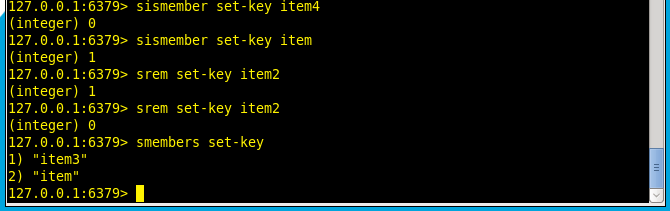 127.0.0.1:6379> sismember set-key item4
(integer) 0
127.0.0.1:6379> sismember set-key item
(integer) 1
127.0.0.1:6379> srem set-key item2
(integer) 1
127.0.0.1:6379> srem set-key item2
(integer) 0
127.0.0.1:6379> smembers set-key
1) "item3"
2) "item"
127.0.0.1:6379>